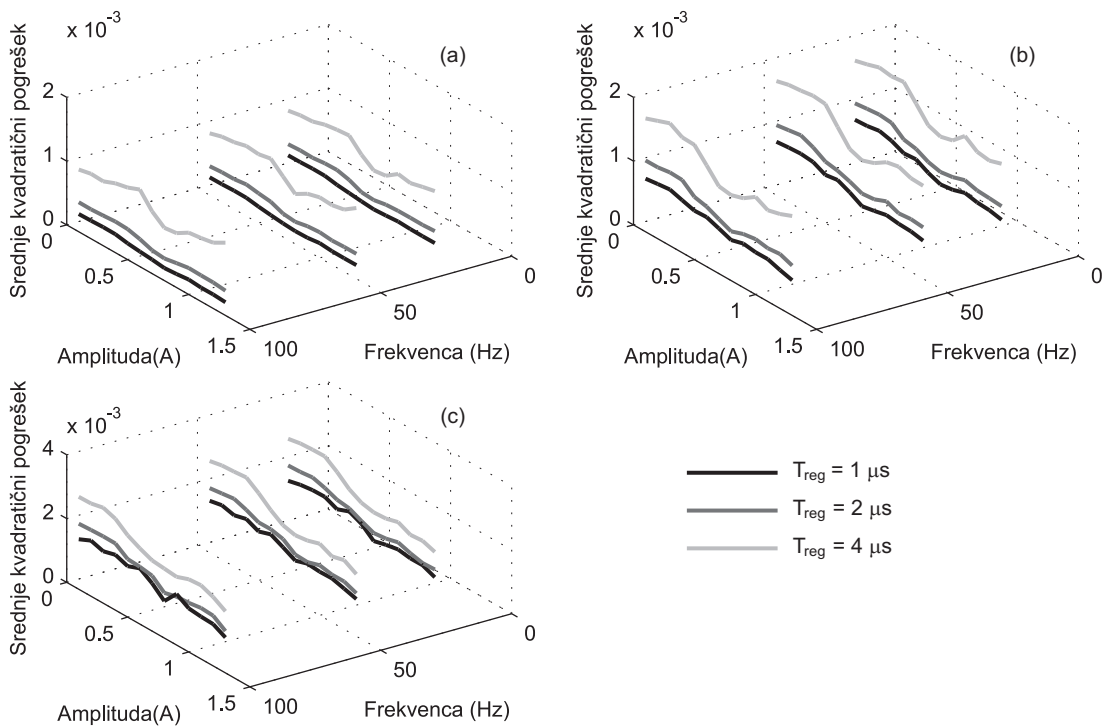 x 10⁻³
(a)
Srednje kvadratični pogrešek
2
1
0
0
0.5
1
1.5
Amplituda(A)
100
50
0
Frekvenca (Hz)
x 10⁻³
(b)
Srednje kvadratični pogrešek
2
1
0
0
0.5
1
1.5
Amplituda(A)
100
50
0
Frekvenca (Hz)
x 10⁻³
(c)
Srednje kvadratični pogrešek
4
2
0
0
0.5
1
1.5
Amplituda(A)
100
50
0
Frekvenca (Hz)
T_reg = 1 μs
T_reg = 2 μs
T_reg = 4 μs